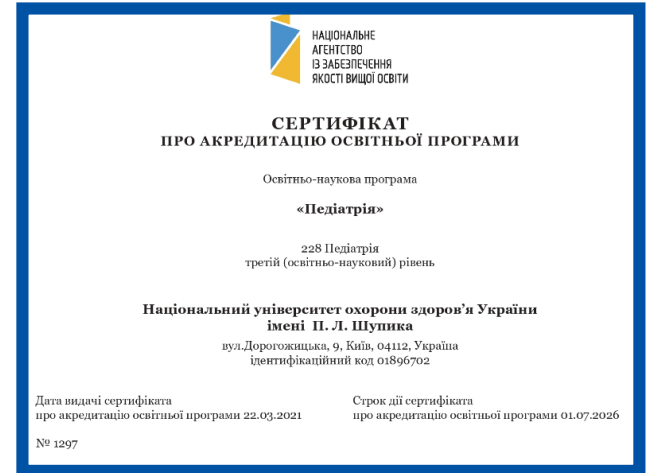 НАЦІОНАЛЬНЕ
АГЕНТСТВО
ІЗ ЗАБЕЗПЕЧЕННЯ
ЯКОСТІ ВИЩОЇ ОСВІТИ
СЕРТИФІКАТ
ПРО АКРЕДИТАЦІЮ ОСВІТНЬОЇ ПРОГРАМИ
Освітньо-наукова програма
«Педіатрія»
228 Педіатрія
третій (освітньо-науковий) рівень
Національний університет охорони здоров’я України
імені П. Л. Шупика
вул.Дорогожицька, 9, Київ, 04112, Україна
ідентифікаційний код 01896702
Дата видачі сертифіката
про акредитацію освітньої програми 22.03.2021
Строк дії сертифіката
про акредитацію освітньої програми 01.07.2026
№ 1297